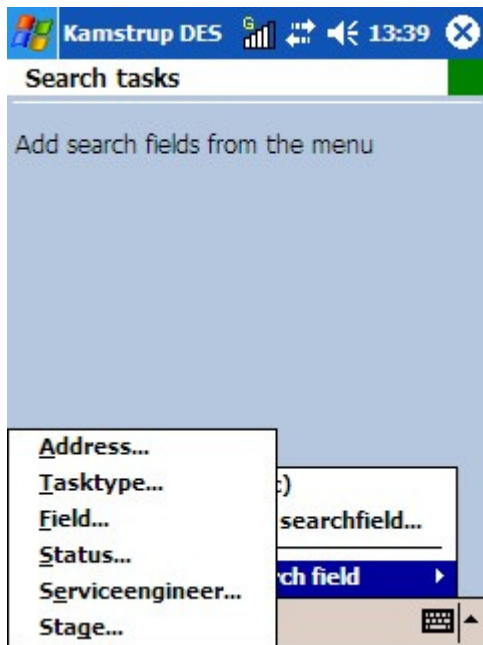 Kamstrup DES G 13:39
Search tasks
Add search fields from the menu
Address...
Tasktype...
Field...
Status...
Serviceengineer...
Stage...
:)
searchfield...
ch field